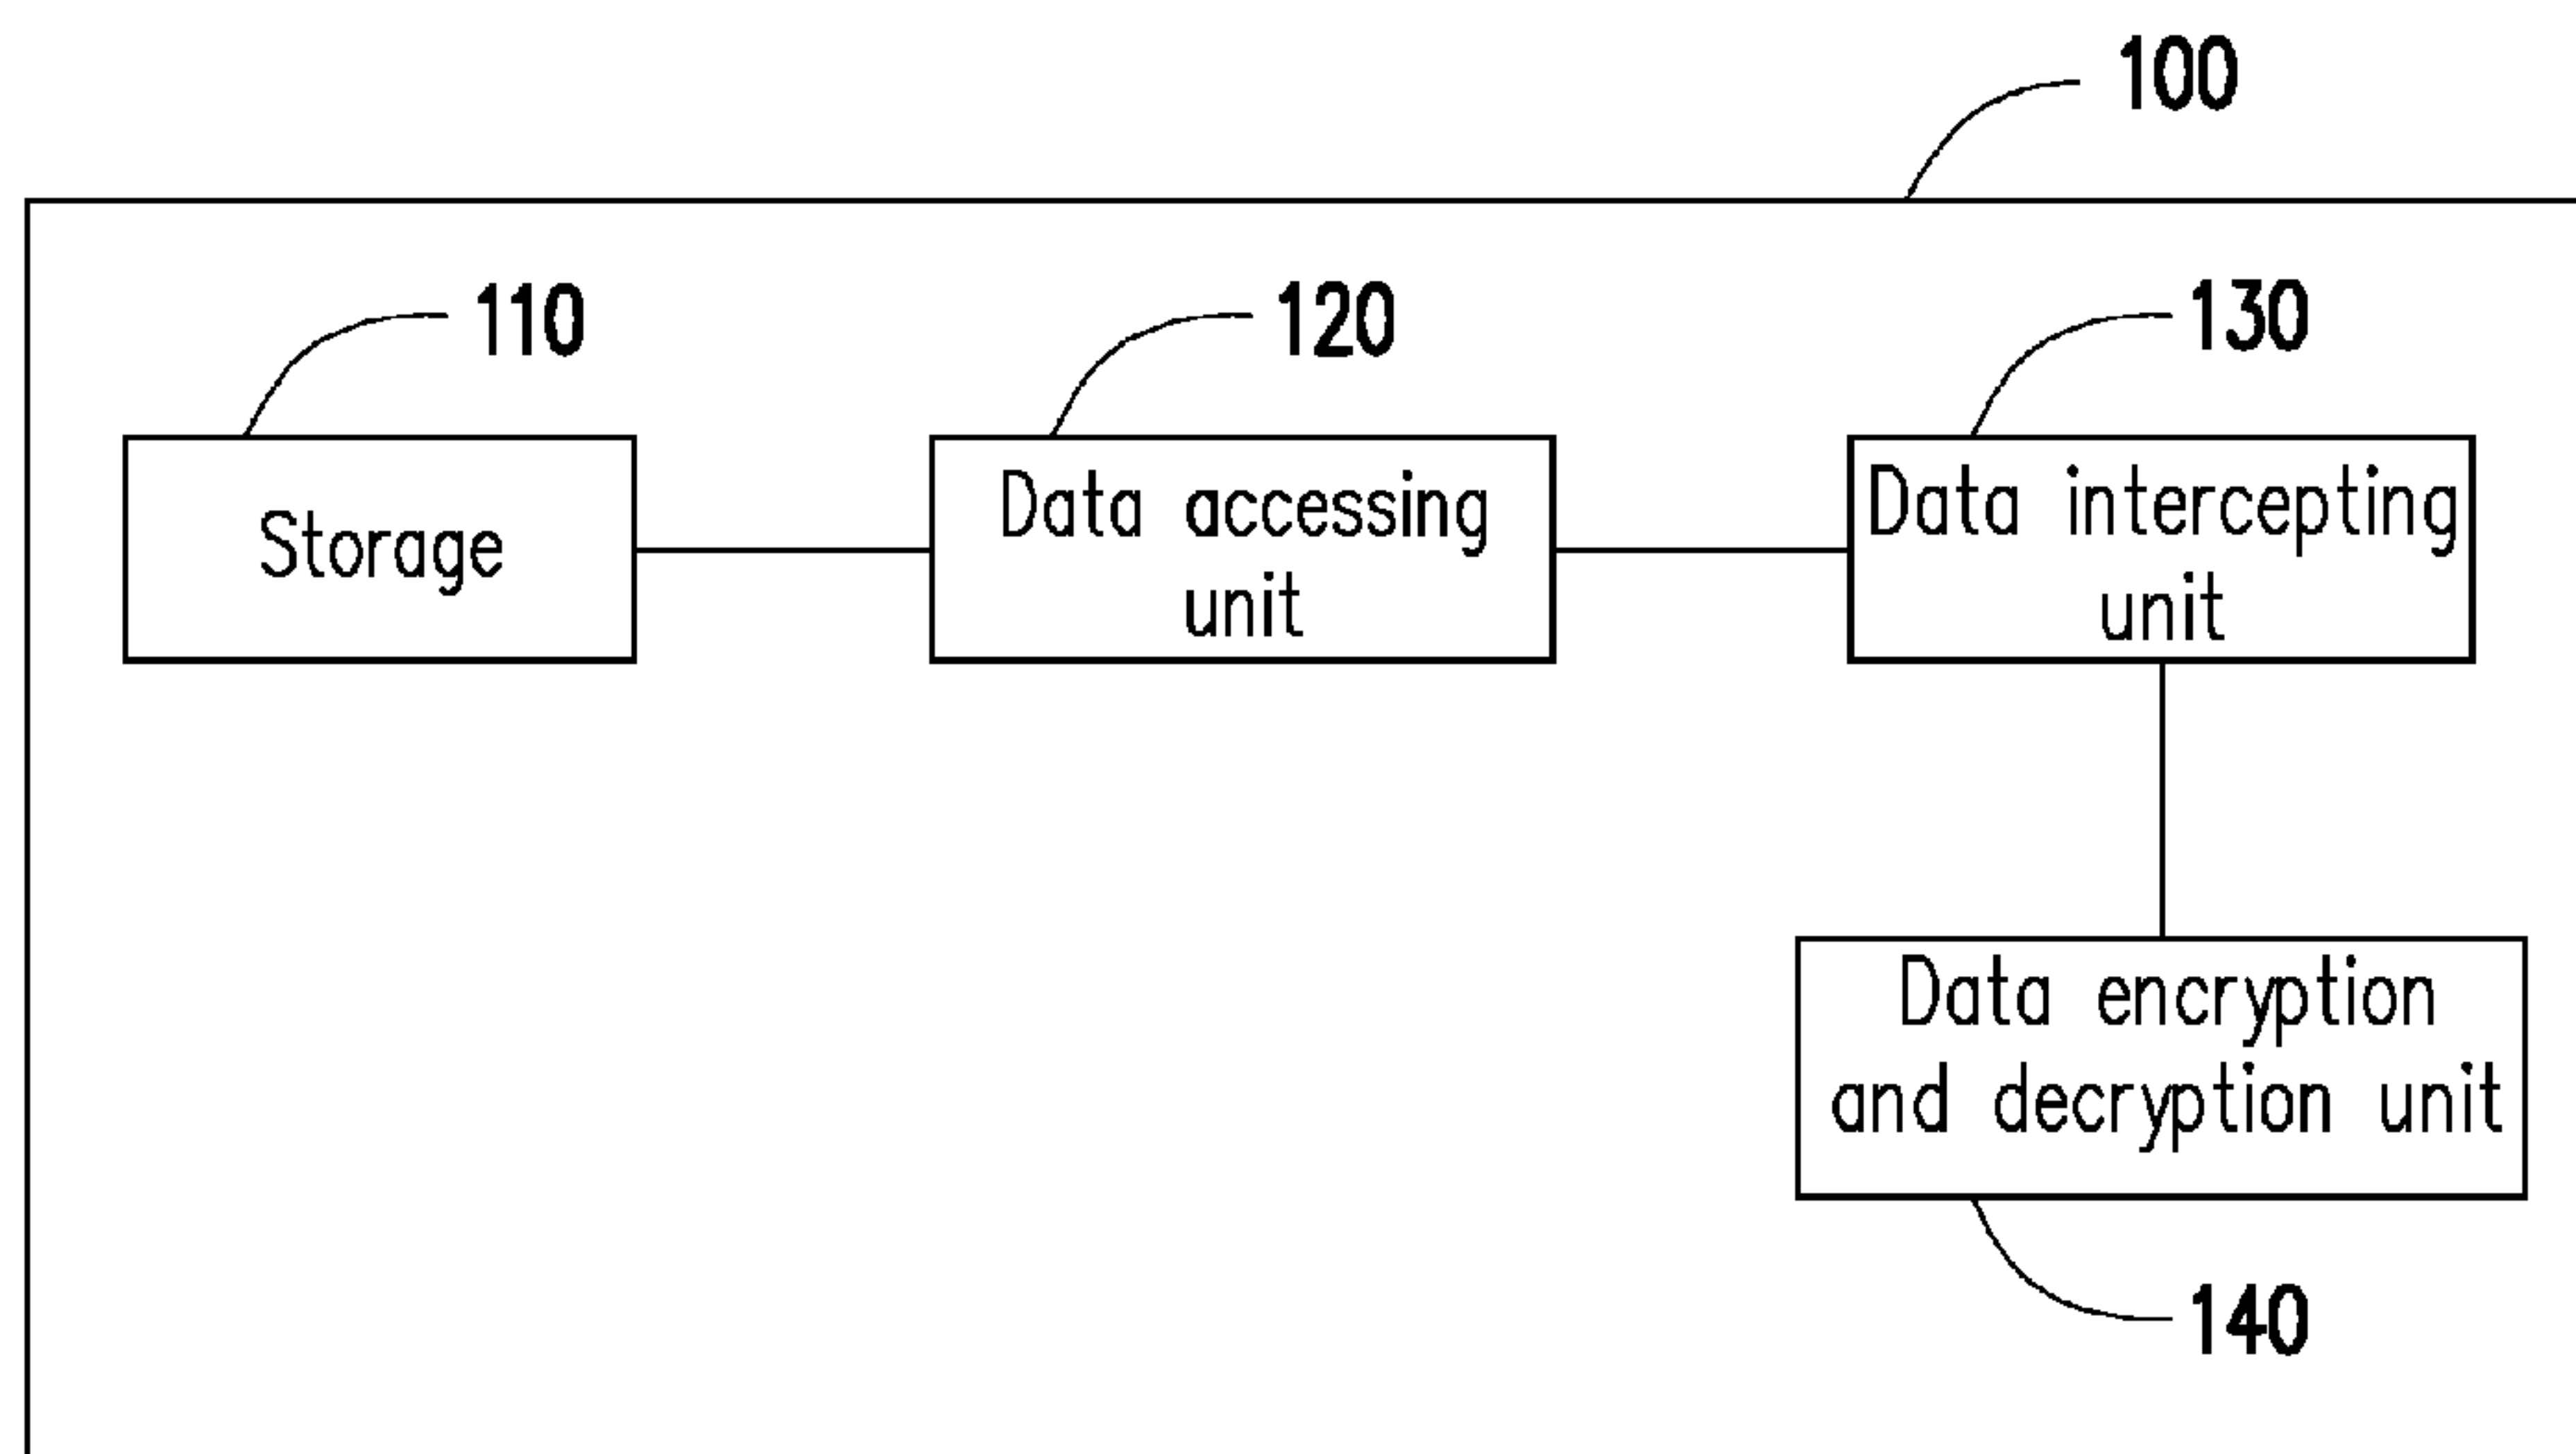 100
110
120
130
Storage
Data accessing
unit
Data intercepting
unit
Data encryption
and decryption unit
140